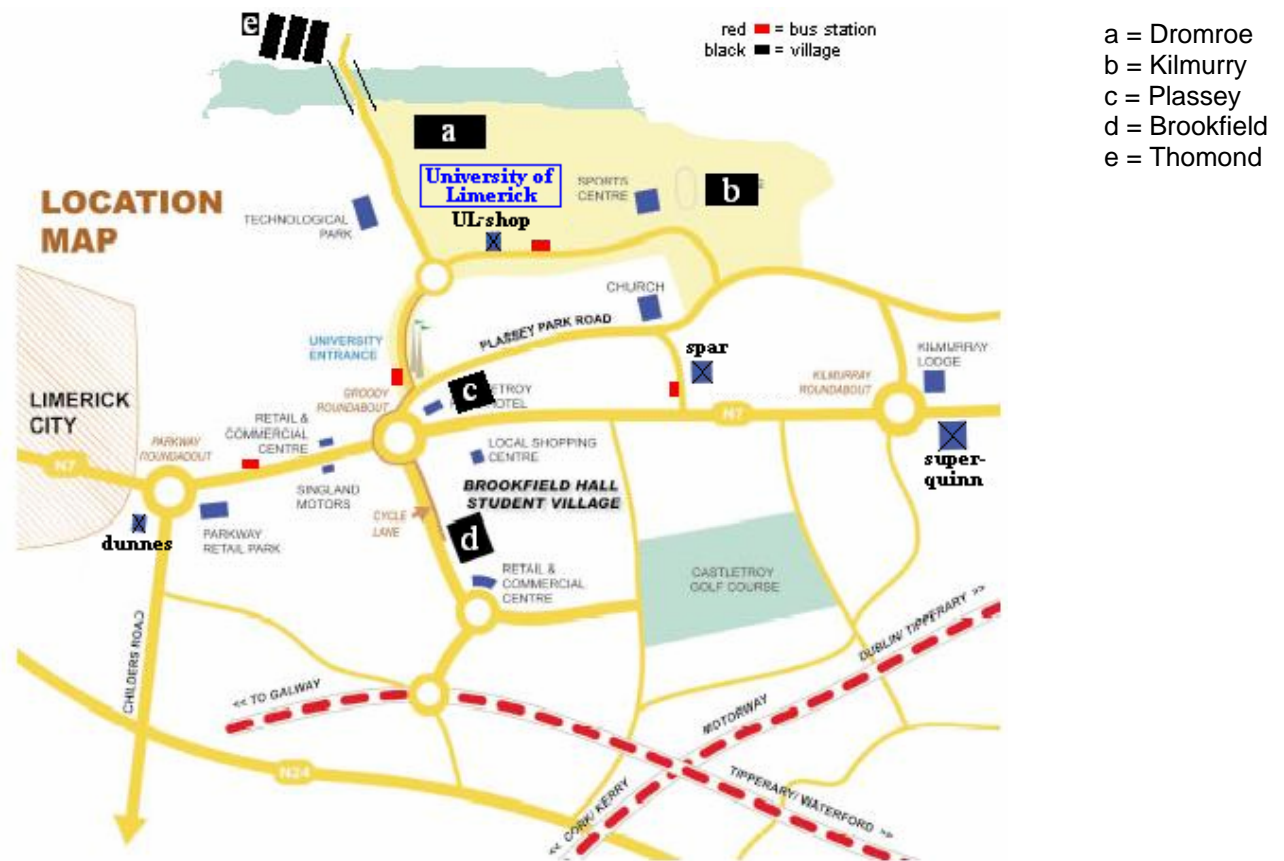 e
red = bus station
black = village
a = Dromroe
b = Kilmurry
c = Plassey
d = Brookfield
e = Thomond
a
University of
Limerick
SPORTS
CENTRE
b
LOCATION
MAP
TECHNOLOGICAL
PARK
UL-shop
CHURCH
PLASSEY PARK ROAD
UNIVERSITY
ENTRANCE
spar
KILMURRAY
LODGE
KILMURRAY
ROUNDABOUT
c
HOTEL
GROODY
ROUNDABOUT
LIMERICK
CITY
RETAIL &
COMMERCIAL
CENTRE
N7
PARKWAY
ROUNDABOUT
LOCAL SHOPPING
CENTRE
super-
quinn
N7
SINGLAND
MOTORS
BROOKFIELD HALL
STUDENT VILLAGE
CYCLE
LANE
dunnes
PARKWAY
RETAIL PARK
d
RETAIL &
COMMERCIAL
CENTRE
CASTLETROY
GOLF COURSE
CHILDERS ROAD
<< TO GALWAY
DUBLIN/ TIPPERARY >>
MOTORWAY
N24
TIPPERARY/ WATERFORD >>
<< CORK/ KERRY